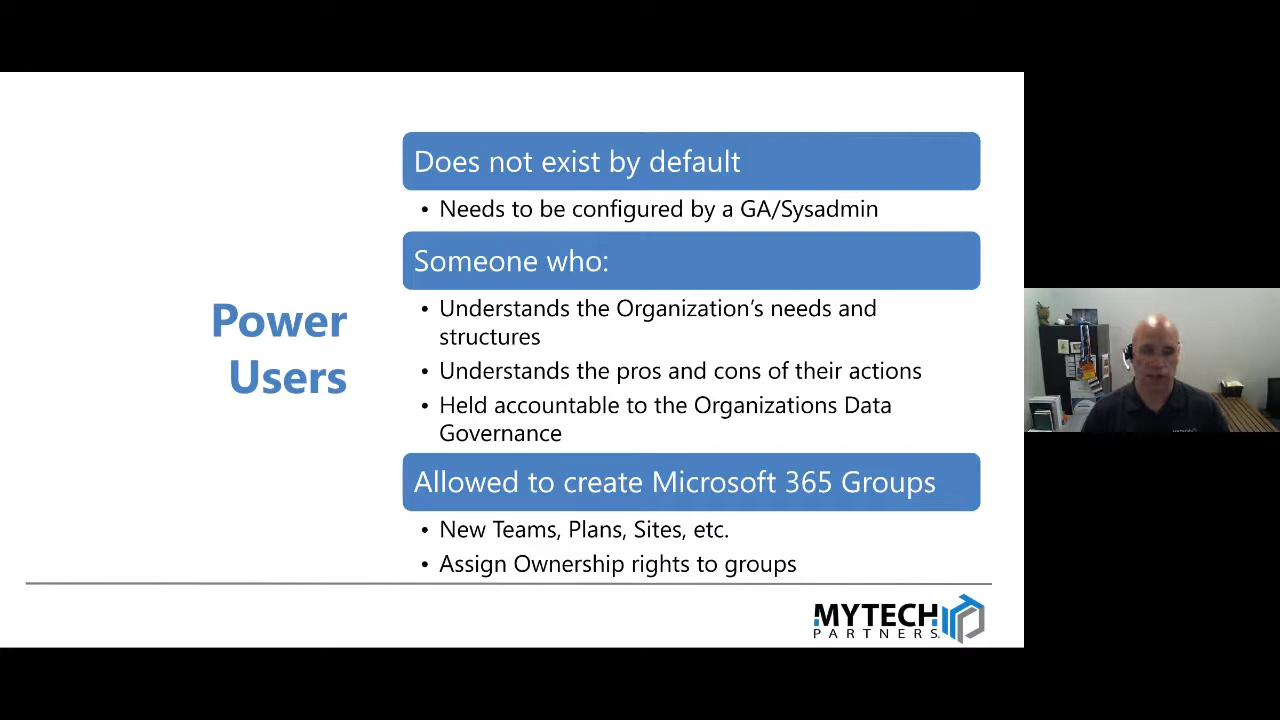 Power
Users
Does not exist by default
• Needs to be configured by a GA/Sysadmin
Someone who:
• Understands the Organization's needs and
structures
• Understands the pros and cons of their actions
• Held accountable to the Organizations Data
Governance
Allowed to create Microsoft 365 Groups
• New Teams, Plans, Sites, etc.
• Assign Ownership rights to groups
MYTECH
PARTNERS